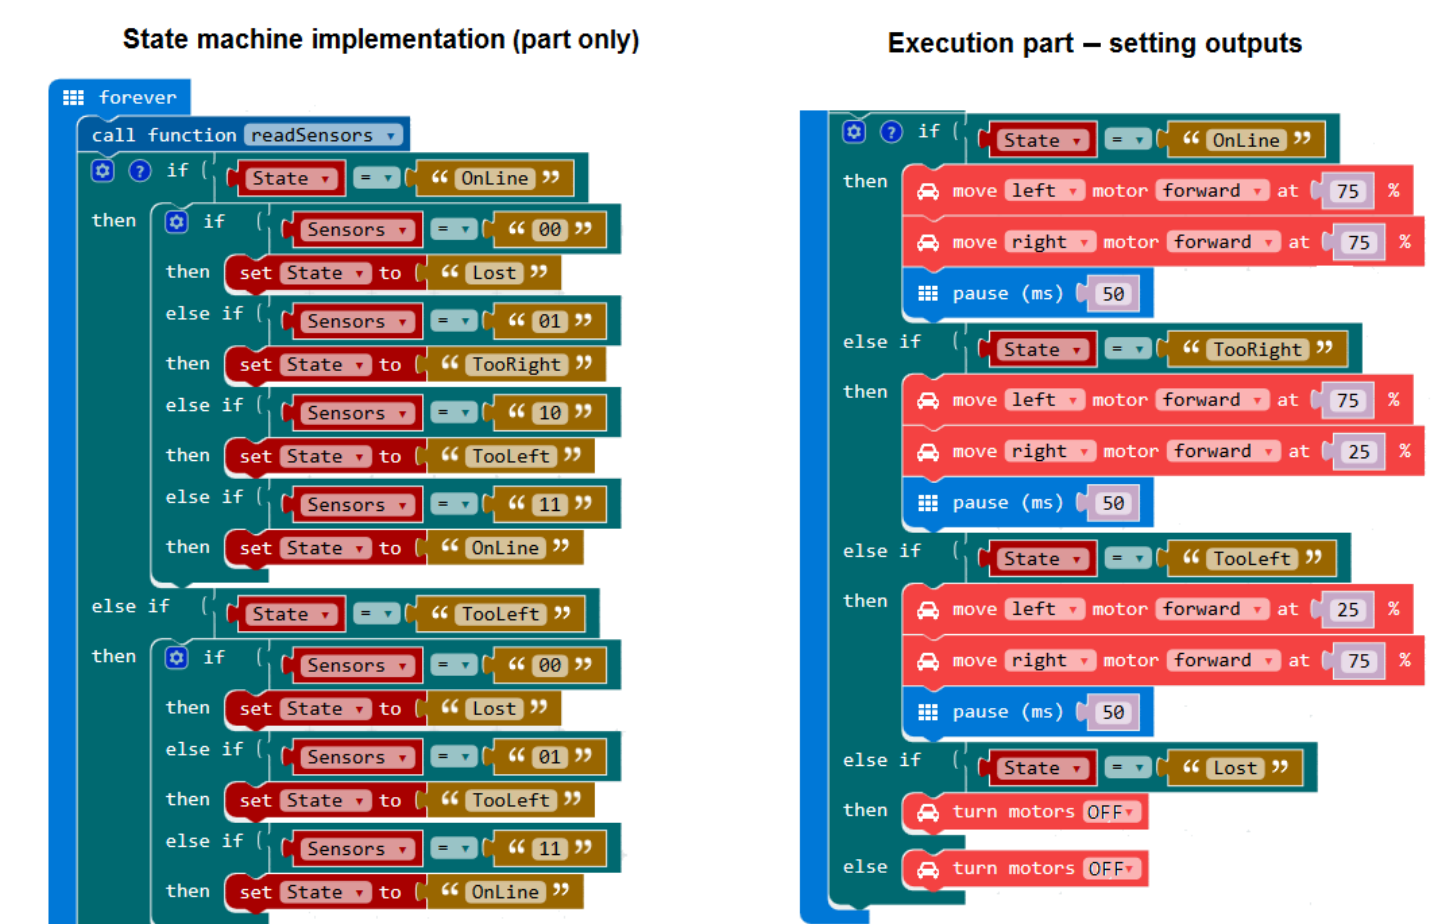 State machine implementation (part only)
forever
call function readSensors
if State = “ OnLine ”
then if Sensors = “ 00 ”
then set State to “ Lost ”
else if Sensors = “ 01 ”
then set State to “ TooRight ”
else if Sensors = “ 10 ”
then set State to “ TooLeft ”
else if Sensors = “ 11 ”
then set State to “ OnLine ”
else if State = “ TooLeft ”
then if Sensors = “ 00 ”
then set State to “ Lost ”
else if Sensors = “ 01 ”
then set State to “ TooLeft ”
else if Sensors = “ 11 ”
then set State to “ OnLine ”
Execution part – setting outputs
if State = “ OnLine ”
then move left motor forward at 75 %
move right motor forward at 75 %
pause (ms) 50
else if State = “ TooRight ”
then move left motor forward at 75 %
move right motor forward at 25 %
pause (ms) 50
else if State = “ TooLeft ”
then move left motor forward at 25 %
move right motor forward at 75 %
pause (ms) 50
else if State = “ Lost ”
then turn motors OFF
else turn motors OFF